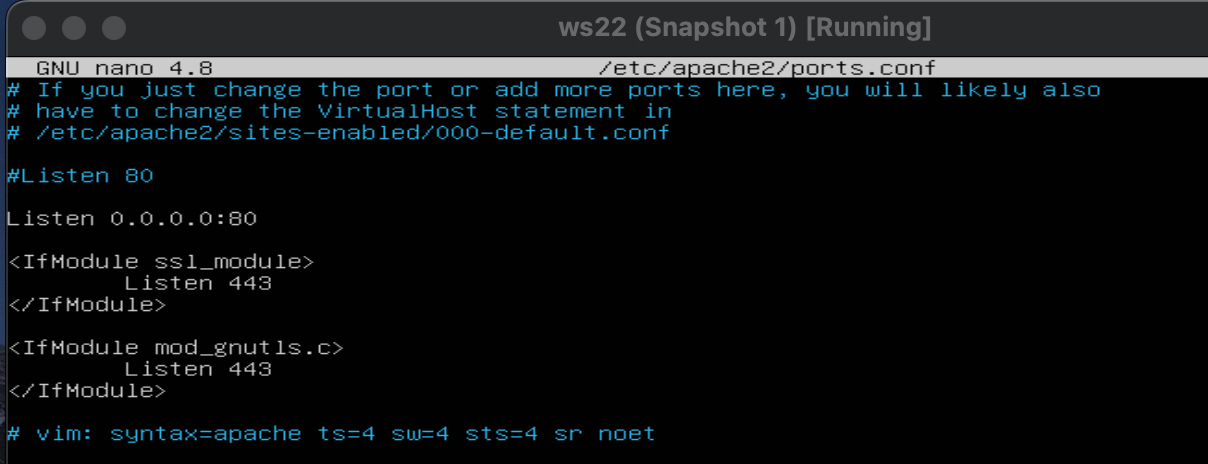 ws22 (Snapshot 1) [Running]
GNU nano 4.8 /etc/apache2/ports.conf
# If you just change the port or add more ports here, you will likely also
# have to change the VirtualHost statement in
# /etc/apache2/sites-enabled/000-default.conf
#Listen 80
Listen 0.0.0.0:80
<IfModule ssl_module>
Listen 443
</IfModule>
<IfModule mod_gnutls.c>
Listen 443
</IfModule>
# vim: syntax=apache ts=4 sw=4 sts=4 sr noet